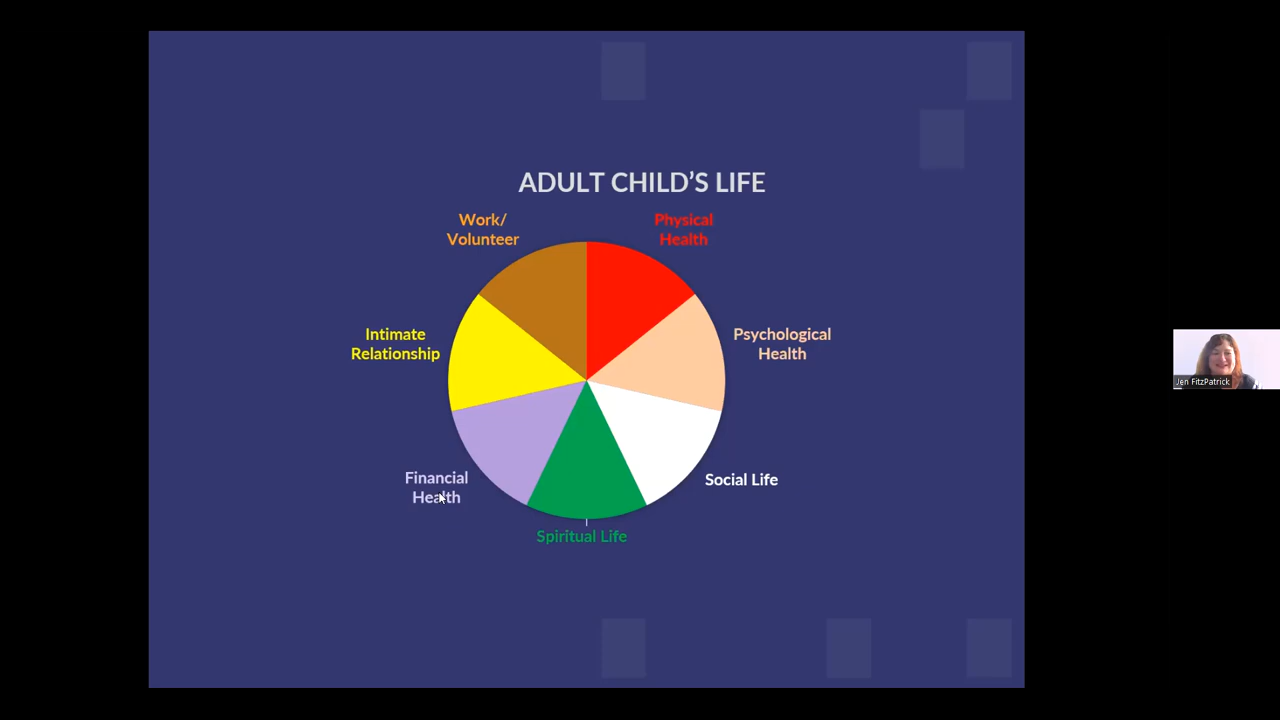 ADULT CHILD’S LIFE
Work/
Volunteer
Physical
Health
Intimate
Relationship
Psychological
Health
Financial
Health
Social Life
Spiritual Life
Jen FitzPatrick